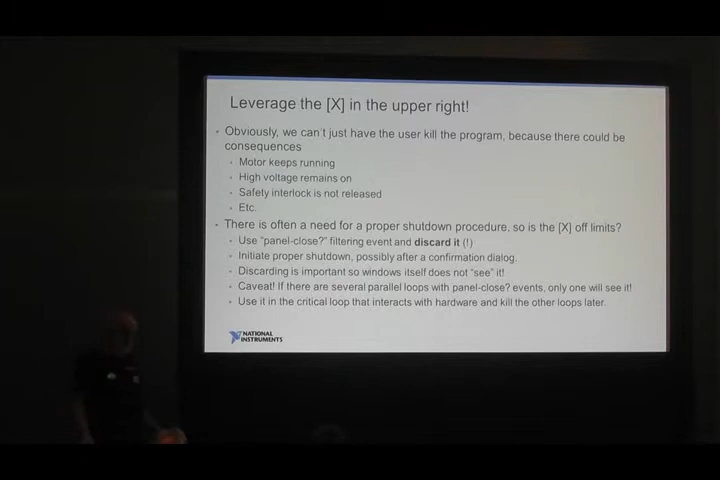 Leverage the [X] in the upper right!
• Obviously, we can't just have the user kill the program, because there could be
consequences
• Motor keeps running
• High voltage remains on
• Safety interlock is not released
• Etc.
• There is often a need for a proper shutdown procedure, so is the [X] off limits?
• Use "panel-close?" filtering event and discard it (!)
• Initiate proper shutdown, possibly after a confirmation dialog.
• Discarding is important so windows itself does not "see" it!
• Caveat! If there are several parallel loops with panel-close? events, only one will see it!
• Use it in the critical loop that interacts with hardware and kill the other loops later.
NATIONAL
INSTRUMENTS